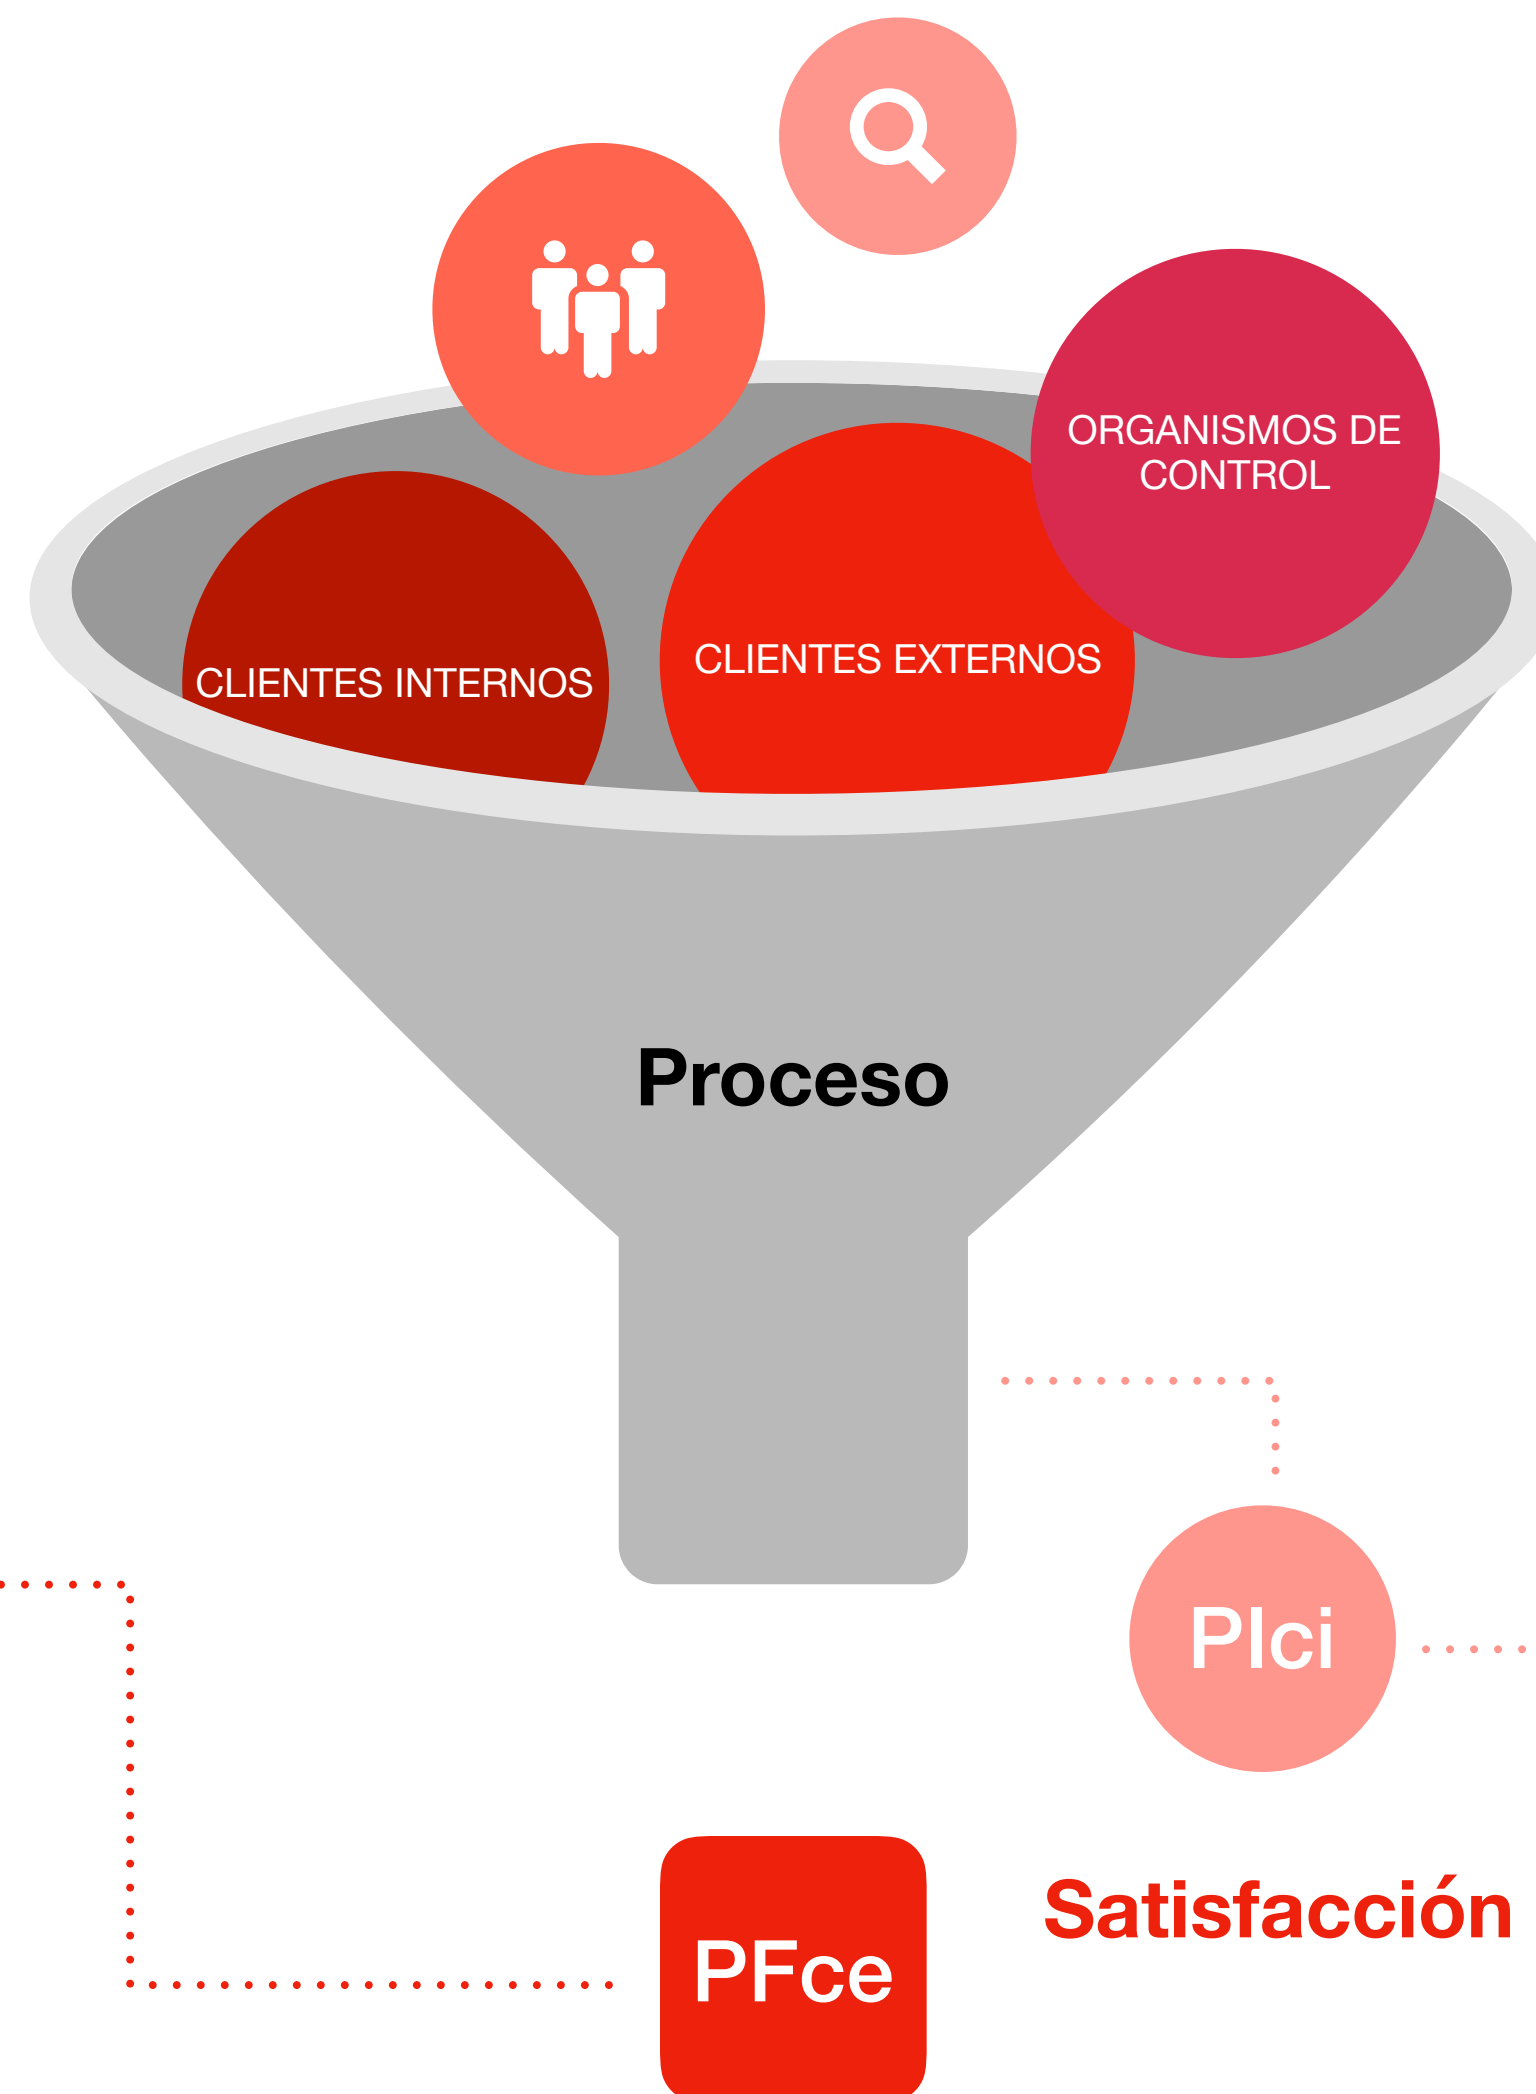 ORGANISMOS DE
CONTROL
CLIENTES INTERNOS
CLIENTES EXTERNOS
Proceso
PIci
Satisfacción
PFce